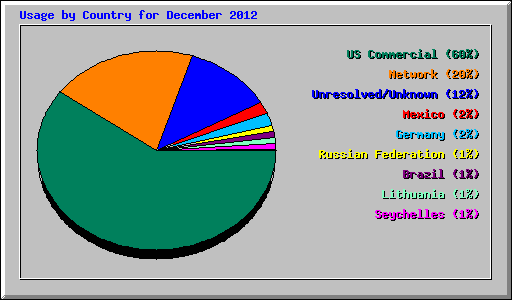 Usage by Country for December 2012
US Commercial (60%)
Network (20%)
Unresolved/Unknown (12%)
Mexico (2%)
Germany (2%)
Russian Federation (1%)
Brazil (1%)
Lithuania (1%)
Seychelles (1%)